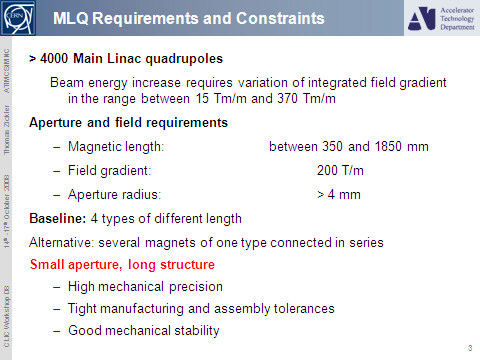 CERN
MLQ Requirements and Constraints
Accelerator
Technology
Department
> 4000 Main Linac quadrupoles
Beam energy increase requires variation of integrated field gradient
in the range between 15 Tm/m and 370 Tm/m
Aperture and field requirements
– Magnetic length: between 350 and 1850 mm
– Field gradient: 200 T/m
– Aperture radius: > 4 mm
Baseline: 4 types of different length
Alternative: several magnets of one type connected in series
Small aperture, long structure
– High mechanical precision
– Tight manufacturing and assembly tolerances
– Good mechanical stability
CLIC Workshop 08 14th -17th October 2008 Thomas Zickler AT/MCS/MNC
3